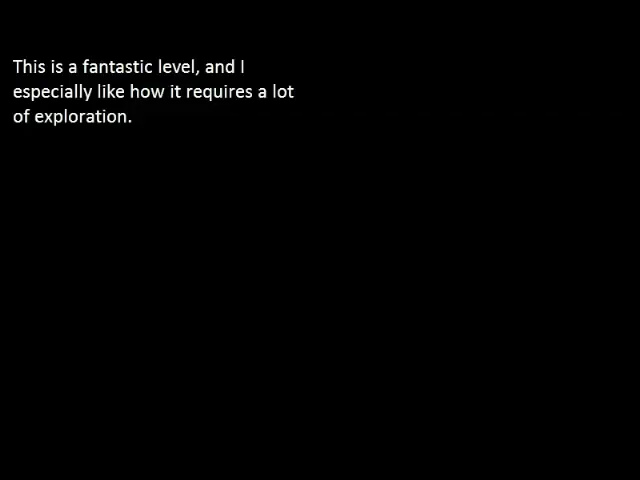 This is a fantastic level, and I
especially like how it requires a lot
of exploration.